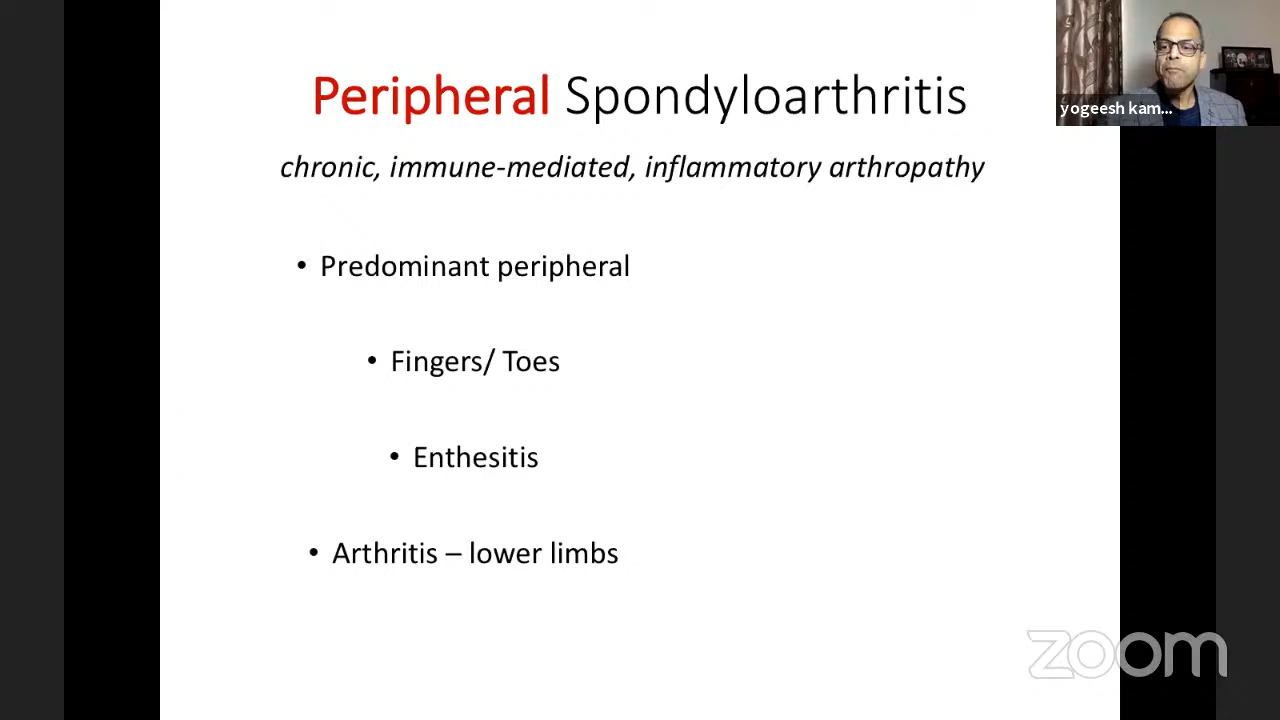 Peripheral Spondyloarthritis
chronic, immune-mediated, inflammatory arthropathy
• Predominant peripheral
• Fingers/ Toes
• Enthesitis
• Arthritis – lower limbs
yogeesh kam...
zoom